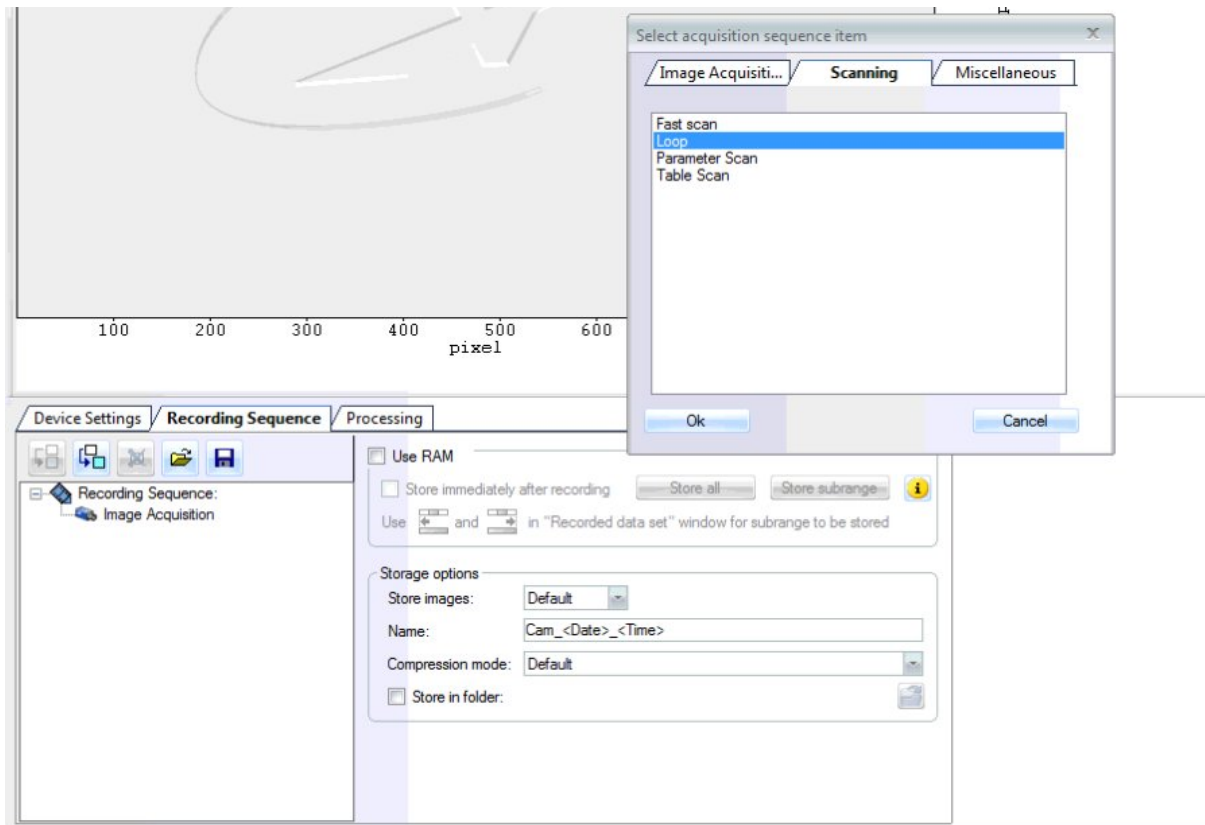 Select acquisition sequence item
Image Acquisiti... Scanning Miscellaneous
Fast scan
Loop
Parameter Scan
Table Scan
Ok Cancel
100 200 300 400 500 600
pixel
Device Settings Recording Sequence Processing
Recording Sequence:
Image Acquisition
Use RAM
Store immediately after recording Store all Store subrange
Use and in "Recorded data set" window for subrange to be stored
Storage options
Store images: Default
Name: Cam_<Date>_<Time>
Compression mode: Default
Store in folder: